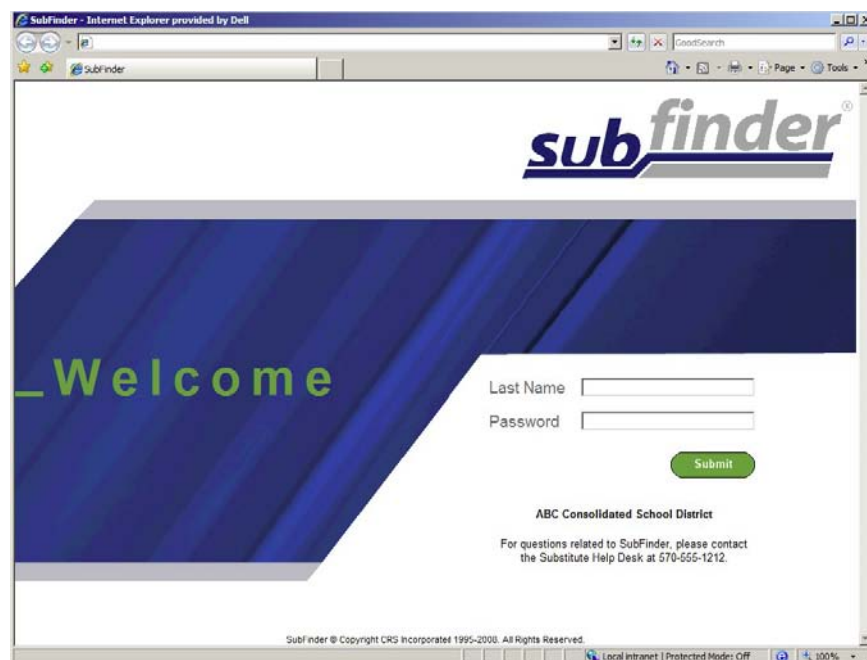 SubFinder - Internet Explorer provided by Dell
GoodSearch
SubFinder
Page
Tools
subfinder®
_Welcome
Last Name
Password
Submit
ABC Consolidated School District
For questions related to SubFinder, please contact
the Substitute Help Desk at 570-555-1212.
SubFinder © Copyright CRS Incorporated 1995-2008. All Rights Reserved.
Local intranet | Protected Mode: Off
100%